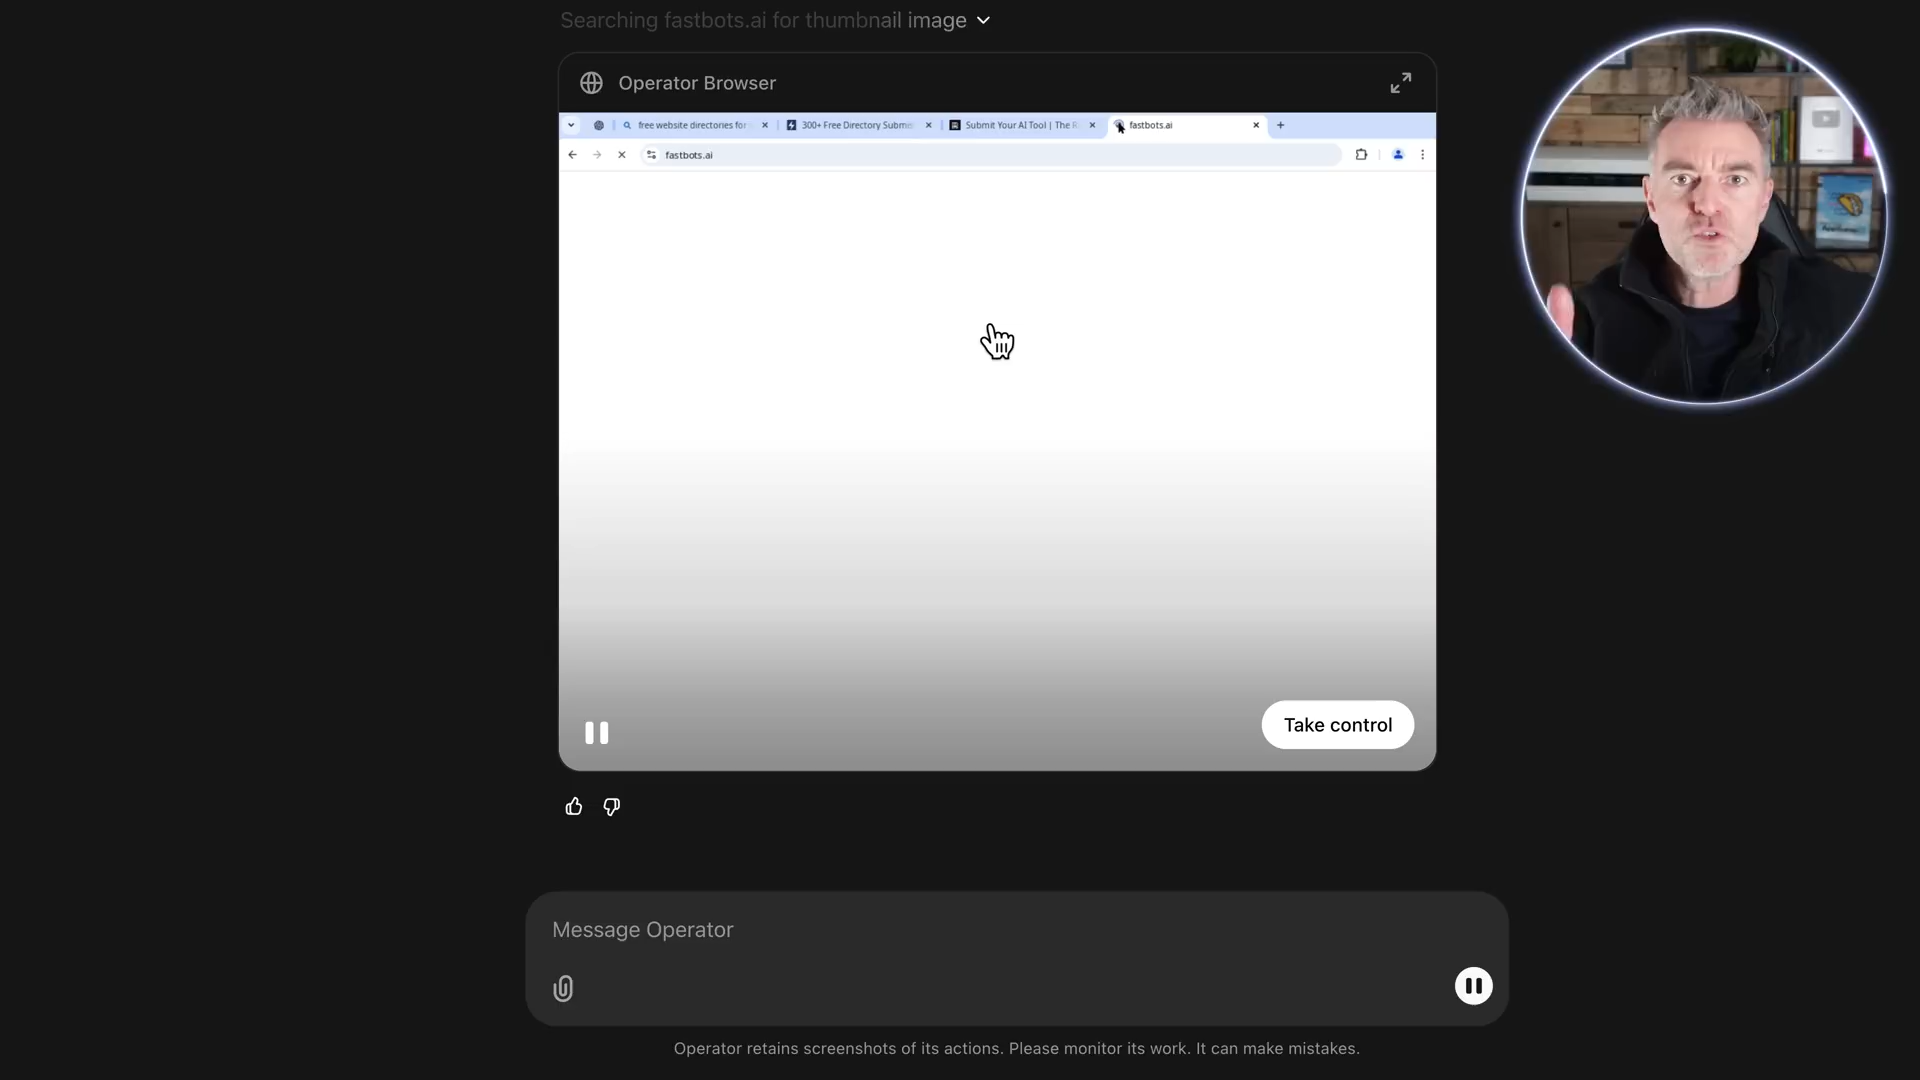 Searching fastbots.ai for thumbnail image
Operator Browser
free website directories for
300+ Free Directory Submi
Submit Your AI Tool | The R
fastbots.ai
fastbots.ai
Take control
Message Operator
Operator retains screenshots of its actions. Please monitor its work. It can make mistakes.